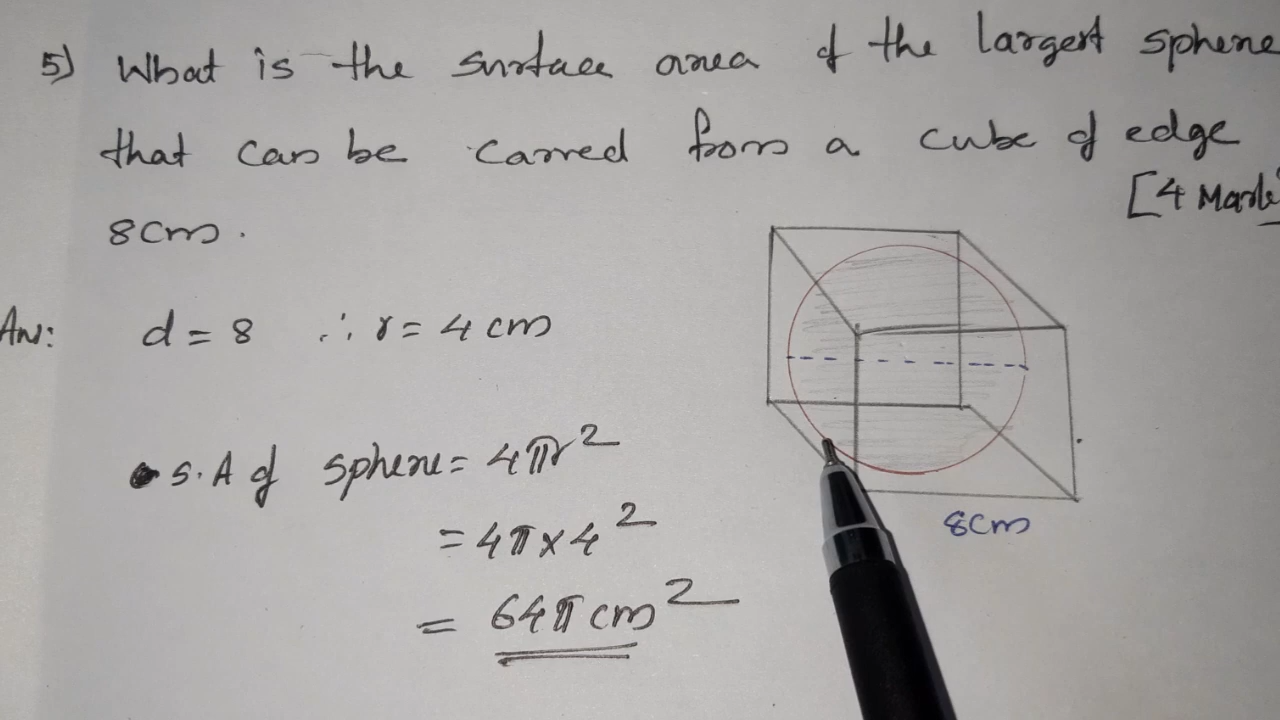 5) What is the surface area of the largest sphere
that can be carved from a cube of edge
[4 Marks
8cm.
Ans: d = 8 ∴ r = 4 cm
S.A of sphere = 4πr²
= 4π×4²
8cm
= 64π cm²